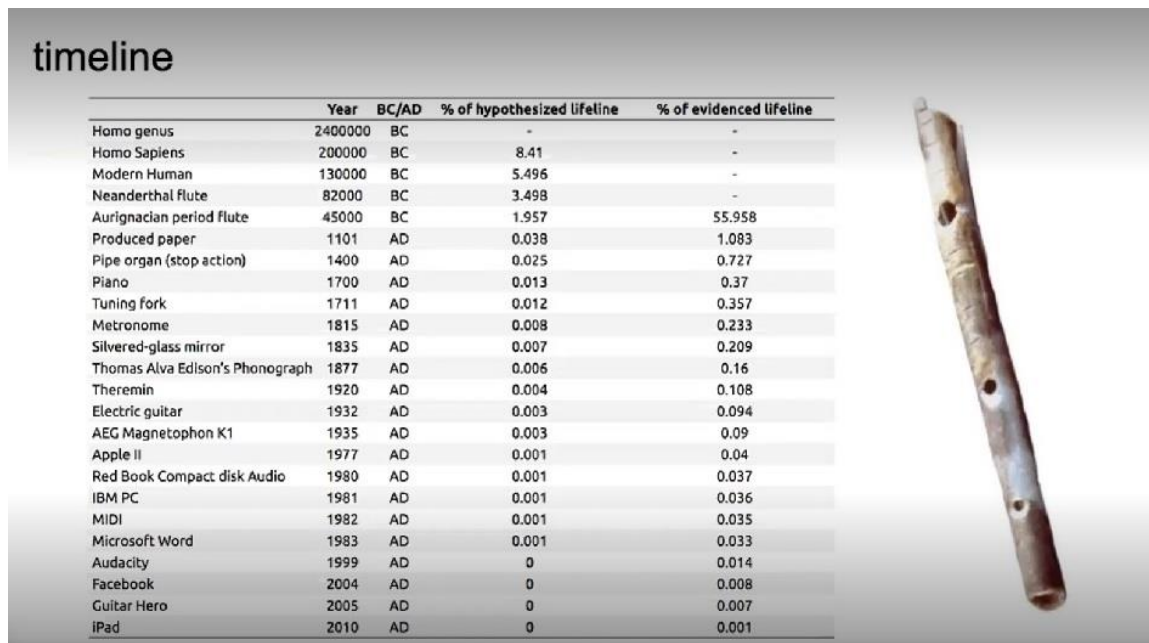 timeline
Year BC/AD % of hypothesized lifeline % of evidenced lifeline
Homo genus 2400000 BC - -
Homo Sapiens 200000 BC 8.41 -
Modern Human 130000 BC 5.496 -
Neanderthal flute 82000 BC 3.498 -
Aurignacian period flute 45000 BC 1.957 55.958
Produced paper 1101 AD 0.038 1.083
Pipe organ (stop action) 1400 AD 0.025 0.727
Piano 1700 AD 0.013 0.37
Tuning fork 1711 AD 0.012 0.357
Metronome 1815 AD 0.008 0.233
Silvered-glass mirror 1835 AD 0.007 0.209
Thomas Alva Edison's Phonograph 1877 AD 0.006 0.16
Theremin 1920 AD 0.004 0.108
Electric guitar 1932 AD 0.003 0.094
AEG Magnetophon K1 1935 AD 0.003 0.09
Apple II 1977 AD 0.001 0.04
Red Book Compact disk Audio 1980 AD 0.001 0.037
IBM PC 1981 AD 0.001 0.036
MIDI 1982 AD 0.001 0.035
Microsoft Word 1983 AD 0.001 0.033
Audacity 1999 AD 0 0.014
Facebook 2004 AD 0 0.008
Guitar Hero 2005 AD 0 0.007
iPad 2010 AD 0 0.001